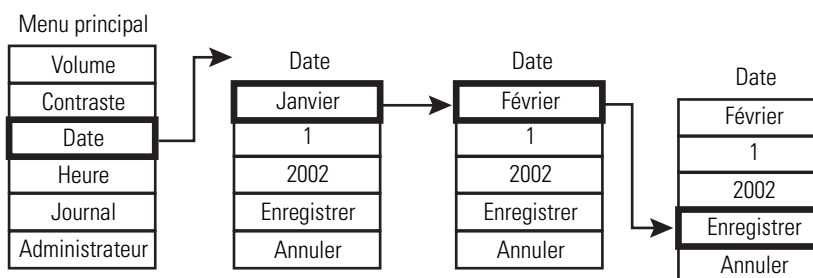 Menu principal
Volume
Contraste
Date
Heure
Journal
Administrateur
Date
Janvier
1
2002
Enregistrer
Annuler
Date
Février
1
2002
Enregistrer
Annuler
Date
Février
1
2002
Enregistrer
Annuler